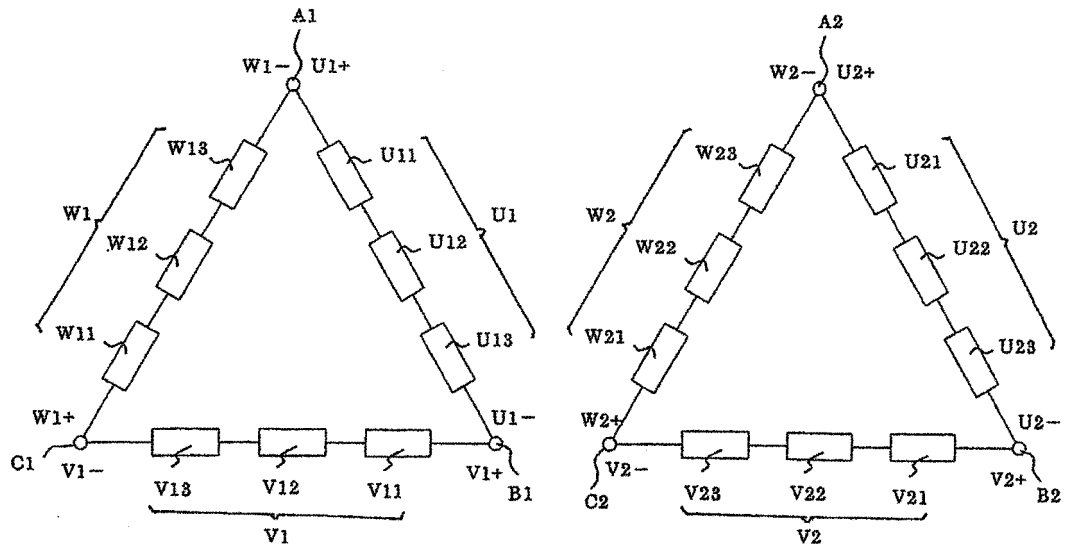 A1
A2
W1- U1+
W2- U2+
W13
U11
W23
U21
W1
U1
W2
U2
W12
U12
W22
U22
W11
U13
W21
U23
W1+
U1-
W2+
U2-
C1
V1-
V1+
B1
C2
V2-
V2+
B2
V13
V12
V11
V23
V22
V21
V1
V2